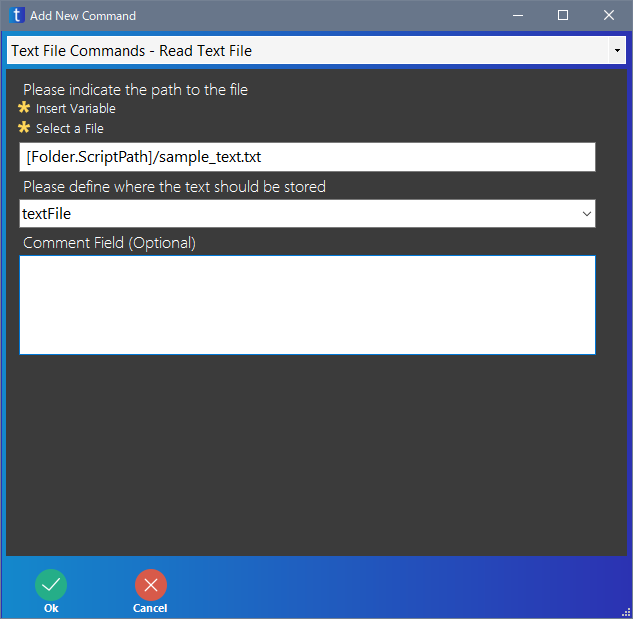 t Add New Command
Text File Commands - Read Text File
Please indicate the path to the file
Insert Variable
Select a File
[Folder.ScriptPath]/sample_text.txt
Please define where the text should be stored
textFile
Comment Field (Optional)
Ok Cancel